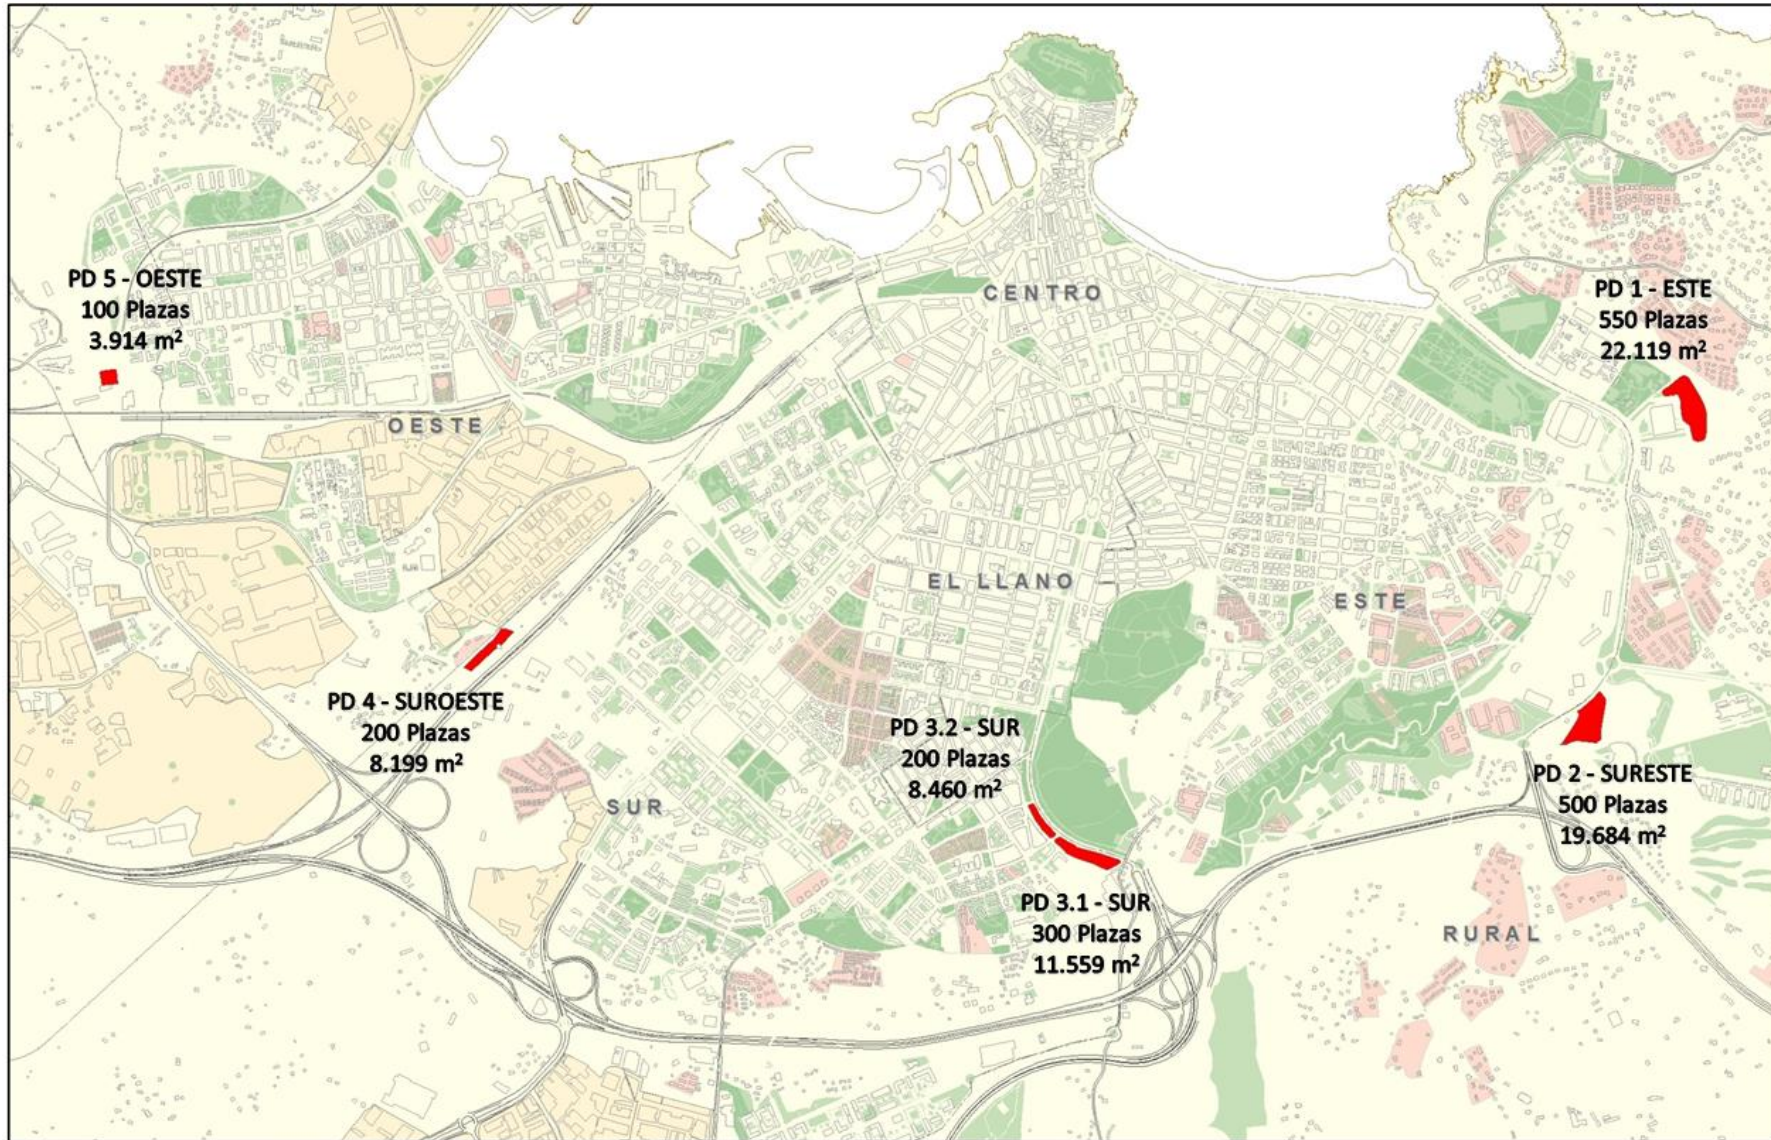 CENTRO
PD 5 - OESTE
100 Plazas
3.914 m²
PD 1 - ESTE
550 Plazas
22.119 m²
OESTE
EL LLANO
ESTE
PD 4 - SUROESTE
200 Plazas
8.199 m²
PD 3.2 - SUR
200 Plazas
8.460 m²
SUR
PD 2 - SURESTE
500 Plazas
19.684 m²
PD 3.1 - SUR
300 Plazas
11.559 m²
RURAL